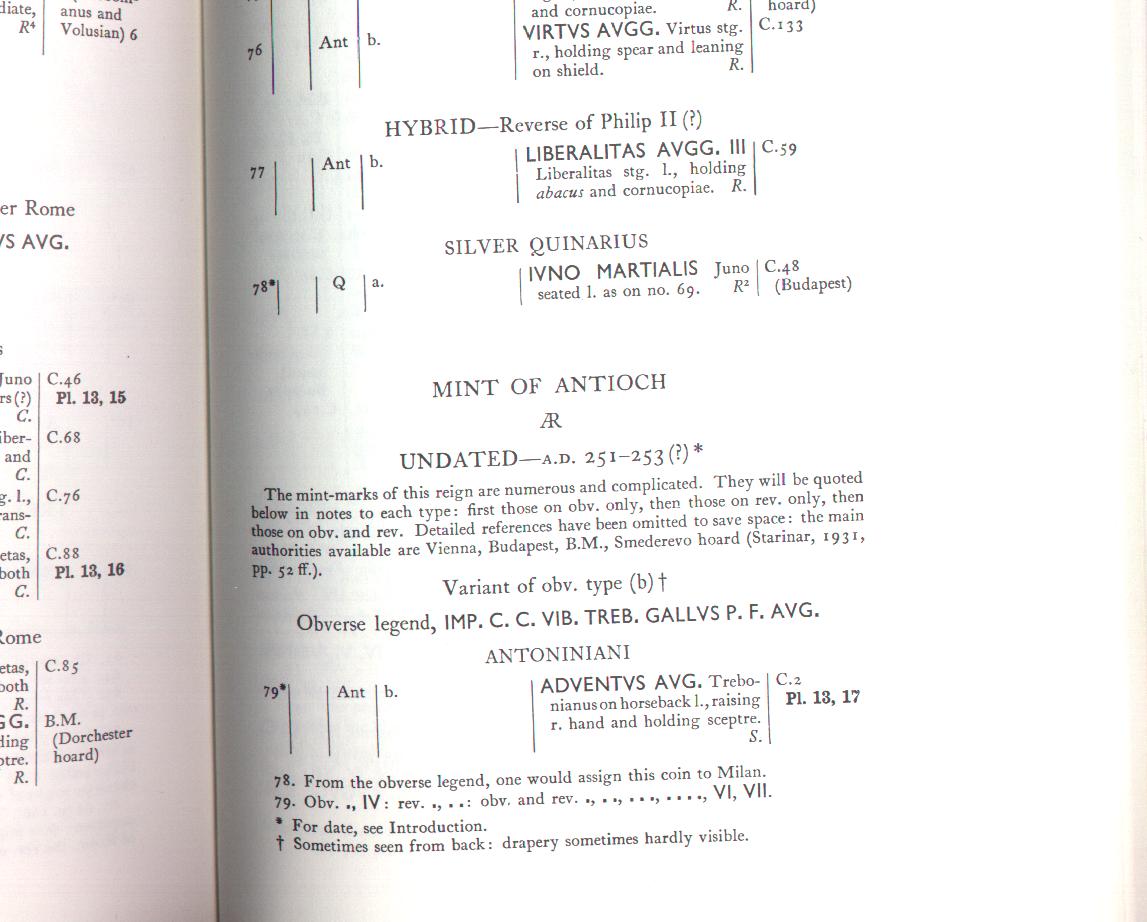 diate,
anus and
R⁴
Volusian) 6
er Rome
VS AVG.
Juno
C.46
rs (?)
Pl. 13, 15
C.
iber-
C.68
and
C.
g. l.,
C.76
rans-
C.
etas,
C.88
both
Pl. 13, 16
C.
Rome
etas,
C.85
both
R.
GG.
B.M.
ding
(Dorchester
ptre.
hoard)
R.
and cornucopiae. R.
hoard)
76 Ant b.
VIRTVS AVGG. Virtus stg.
C.133
r., holding spear and leaning
on shield. R.
HYBRID—Reverse of Philip II (?)
77 Ant b.
LIBERALITAS AVGG. III
C.59
Liberalitas stg. l., holding
abacus and cornucopiae. R.
SILVER QUINARIUS
78* Q a.
IVNO MARTIALIS Juno
C.48
seated l. as on no. 69. R²
(Budapest)
MINT OF ANTIOCH
ÆR
UNDATED—A.D. 251–253 (?) *
The mint-marks of this reign are numerous and complicated. They will be quoted
below in notes to each type: first those on obv. only, then those on rev. only, then
those on obv. and rev. Detailed references have been omitted to save space: the main
authorities available are Vienna, Budapest, B.M., Smederevo hoard (Starinar, 1931,
pp. 52 ff.).
Variant of obv. type (b) †
Obverse legend, IMP. C. C. VIB. TREB. GALLVS P. F. AVG.
ANTONINIANI
79* Ant b.
ADVENTVS AVG. Trebo-
C.2
nianus on horseback l., raising
Pl. 13, 17
r. hand and holding sceptre.
S.
78. From the obverse legend, one would assign this coin to Milan.
79. Obv. ., IV: rev. ., . .: obv. and rev. ., . ., . . ., . . . ., VI, VII.
* For date, see Introduction.
† Sometimes seen from back: drapery sometimes hardly visible.